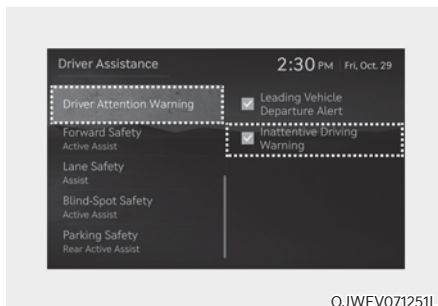 Driver Assistance
2:30 PM Fri, Oct. 29
Driver Attention Warning
Forward Safety
Active Assist
Lane Safety
Assist
Blind-Spot Safety
Active Assist
Parking Safety
Rear Active Assist
Leading Vehicle
Departure Alert
Inattentive Driving
Warning
OJWEV071251L